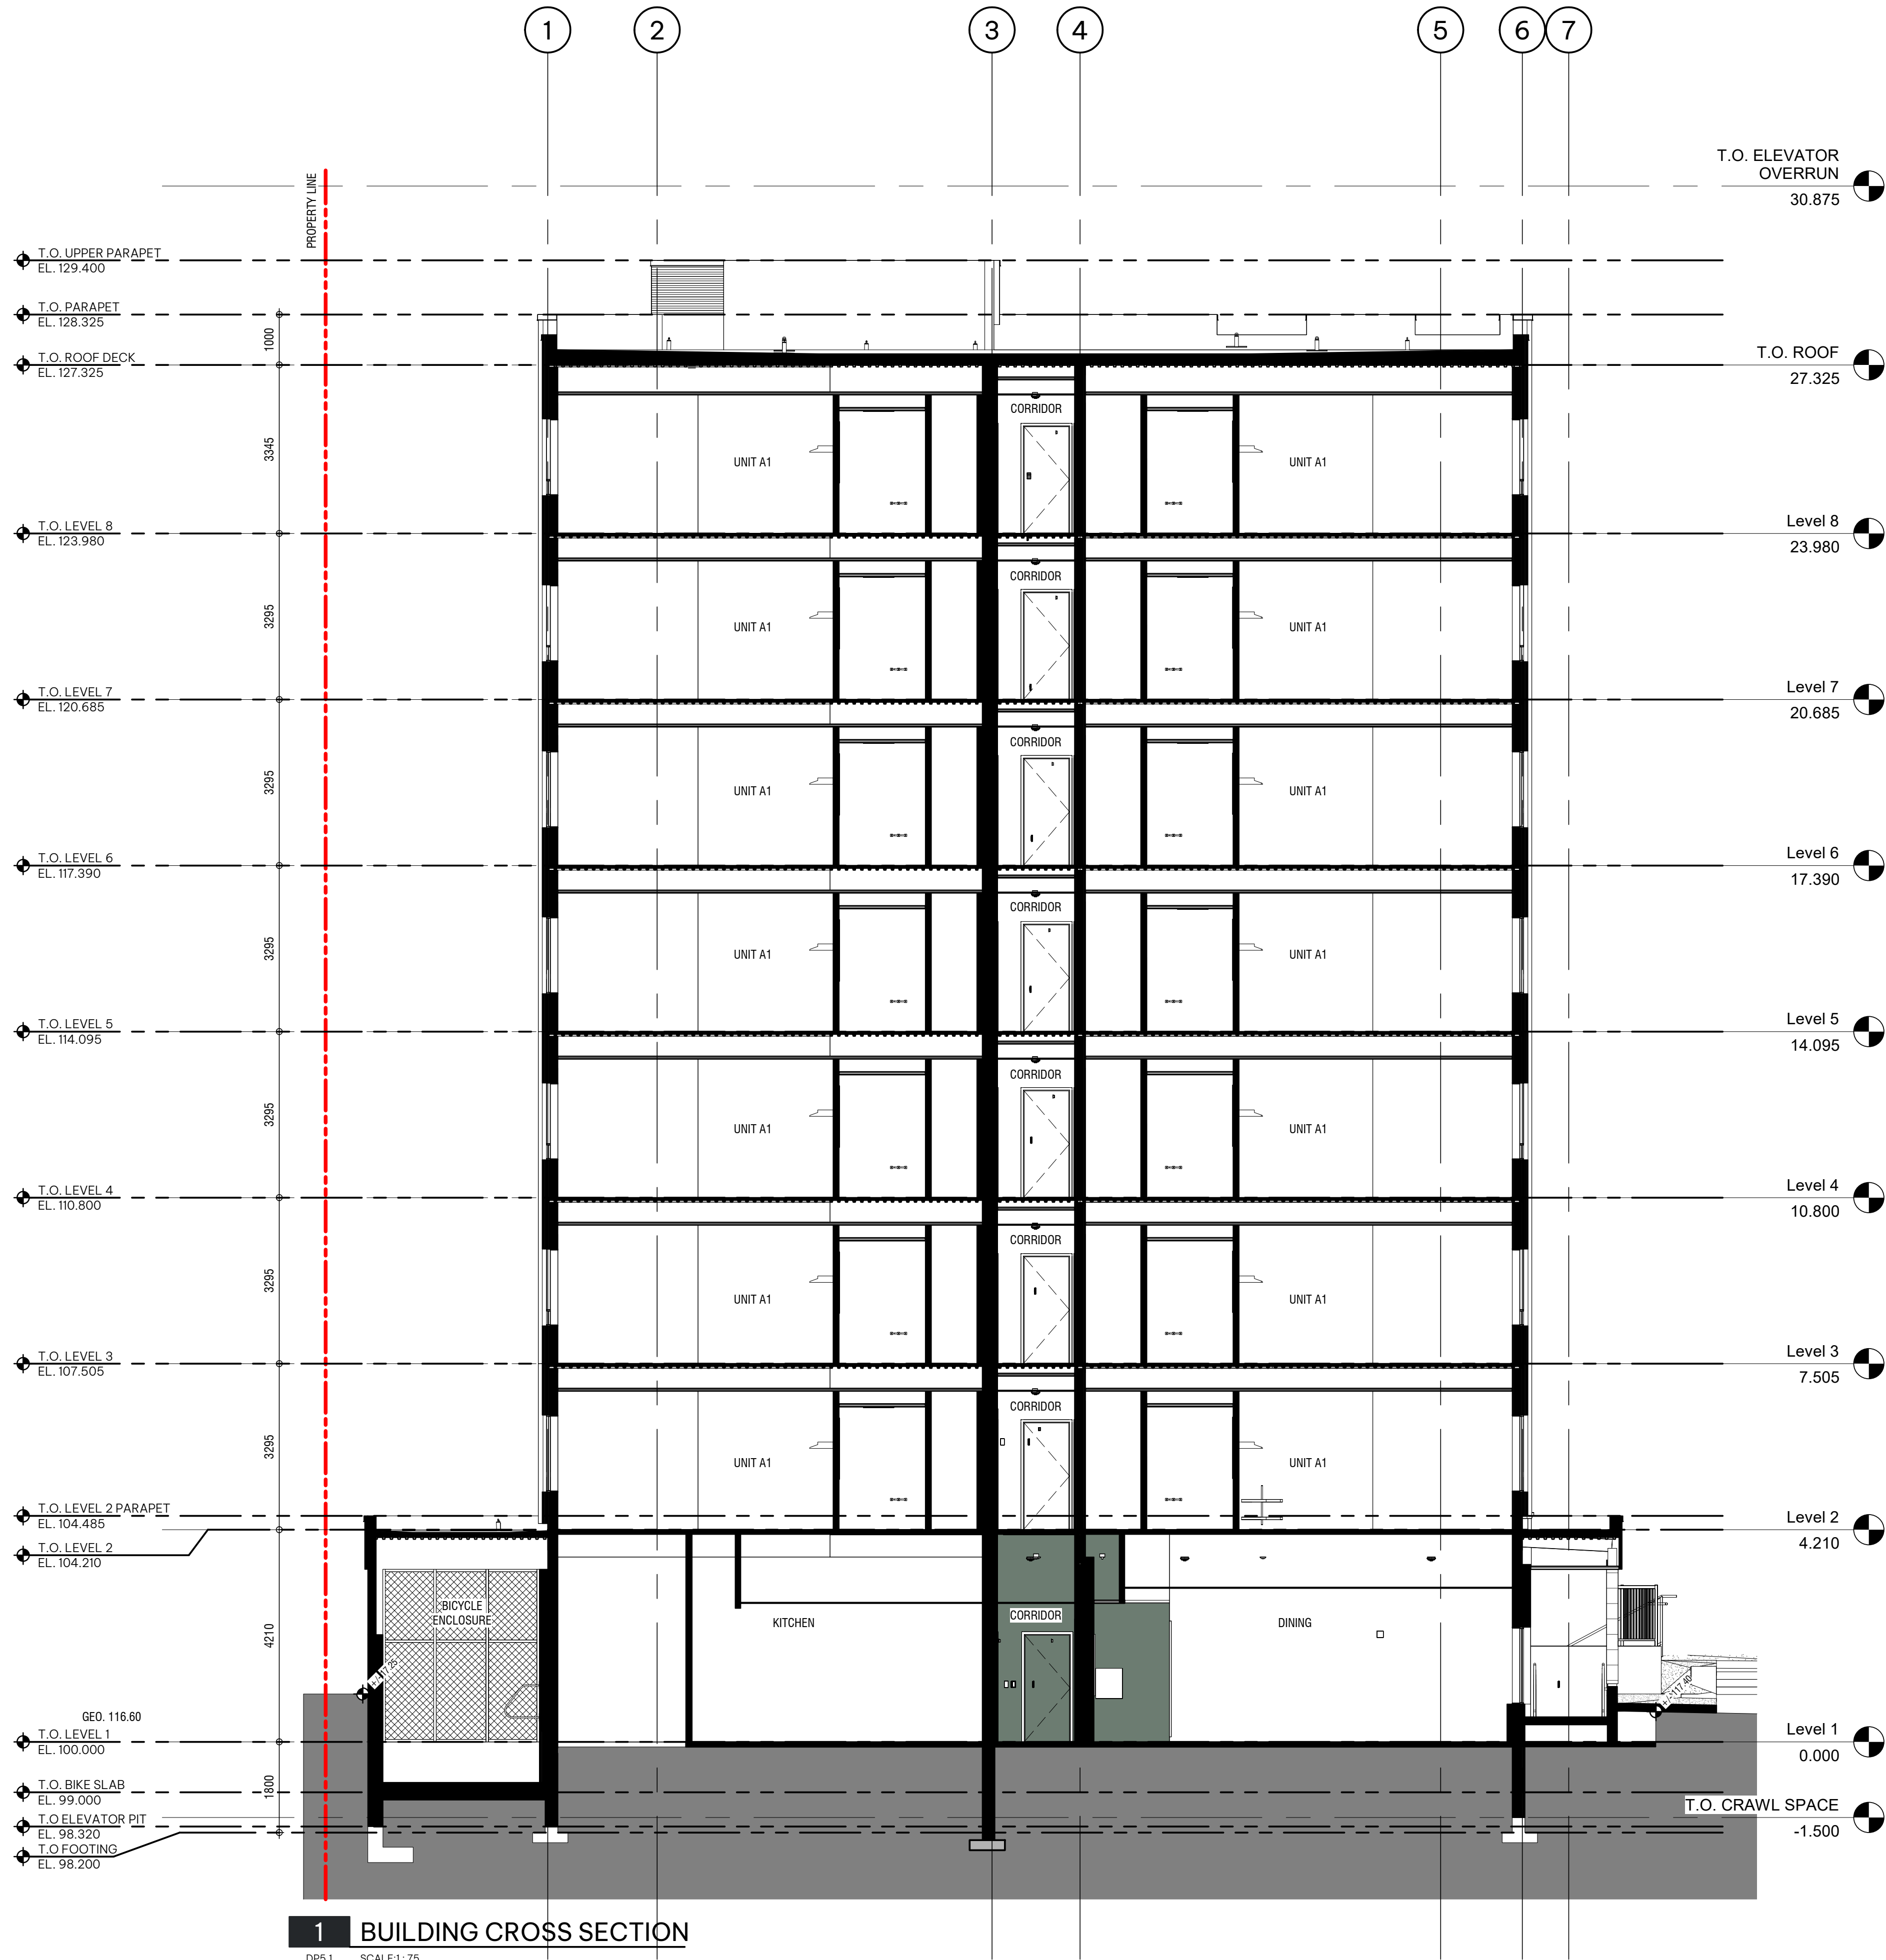 1 2 3 4 5 6 7
T.O. ELEVATOR
OVERRUN
30.875
PROPERTY LINE
T.O. UPPER PARAPET
EL. 129.400
T.O. PARAPET
EL. 128.325
1000
T.O. ROOF DECK
EL. 127.325
T.O. ROOF
27.325
CORRIDOR
3345
UNIT A1 UNIT A1
T.O. LEVEL 8
EL. 123.980
Level 8
23.980
CORRIDOR
3295
UNIT A1 UNIT A1
T.O. LEVEL 7
EL. 120.685
Level 7
20.685
CORRIDOR
3295
UNIT A1 UNIT A1
T.O. LEVEL 6
EL. 117.390
Level 6
17.390
CORRIDOR
3295
UNIT A1 UNIT A1
T.O. LEVEL 5
EL. 114.095
Level 5
14.095
CORRIDOR
3295
UNIT A1 UNIT A1
T.O. LEVEL 4
EL. 110.800
Level 4
10.800
CORRIDOR
3295
UNIT A1 UNIT A1
T.O. LEVEL 3
EL. 107.505
Level 3
7.505
CORRIDOR
3295
UNIT A1 UNIT A1
T.O. LEVEL 2 PARAPET
EL. 104.485
Level 2
4.210
T.O. LEVEL 2
EL. 104.210
BICYCLE
ENCLOSURE
CORRIDOR
KITCHEN
DINING
4210
+/-117.25
+/-117.40
GEO. 116.60
T.O. LEVEL 1
EL. 100.000
Level 1
0.000
1800
T.O. BIKE SLAB
EL. 99.000
T.O. CRAWL SPACE
-1.500
T.O ELEVATOR PIT
EL. 98.320
T.O FOOTING
EL. 98.200
1 BUILDING CROSS SECTION
DP5.1 SCALE:1 : 75